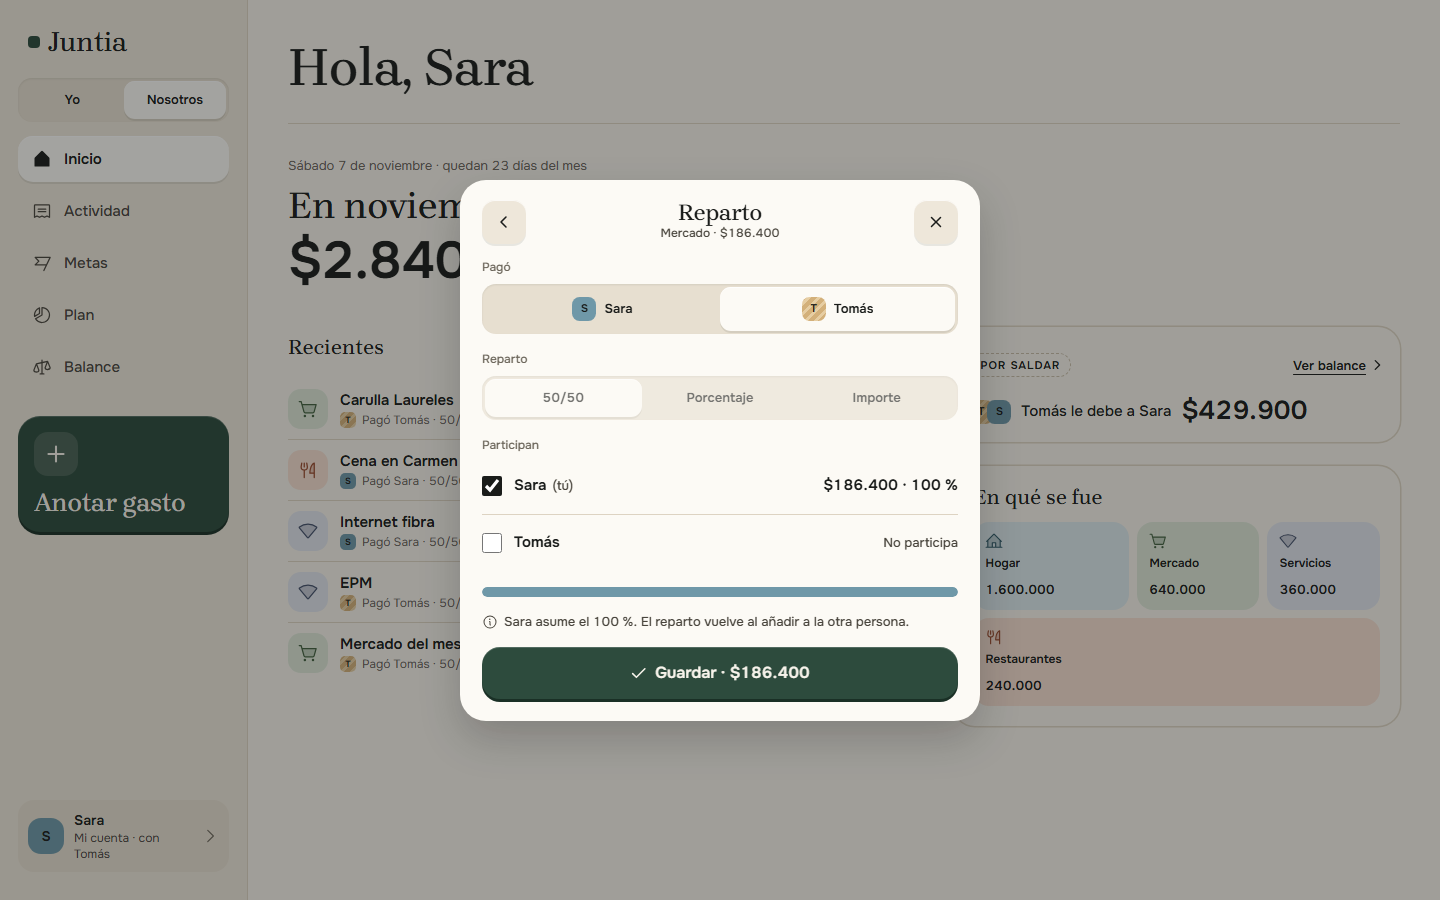 Juntia
Yo
Nosotros
Inicio
Actividad
Metas
Plan
Balance
Anotar gasto
S
Sara
Mi cuenta · con
Tomás
Hola, Sara
Sábado 7 de noviembre · quedan 23 días del mes
En noviem
$2.840
Recientes
Carulla Laureles
T Pagó Tomás · 50/
Cena en Carmen
S Pagó Sara · 50/5
Internet fibra
S Pagó Sara · 50/5
EPM
T Pagó Tomás · 50/
Mercado del mes
T Pagó Tomás · 50/
Reparto
Mercado · $186.400
Pagó
S Sara
T Tomás
Reparto
50/50
Porcentaje
Importe
Participan
Sara (tú)
$186.400 · 100 %
Tomás
No participa
Sara asume el 100 %. El reparto vuelve al añadir a la otra persona.
Guardar · $186.400
POR SALDAR
Ver balance
T S Tomás le debe a Sara $429.900
En qué se fue
Hogar
1.600.000
Mercado
640.000
Servicios
360.000
Restaurantes
240.000